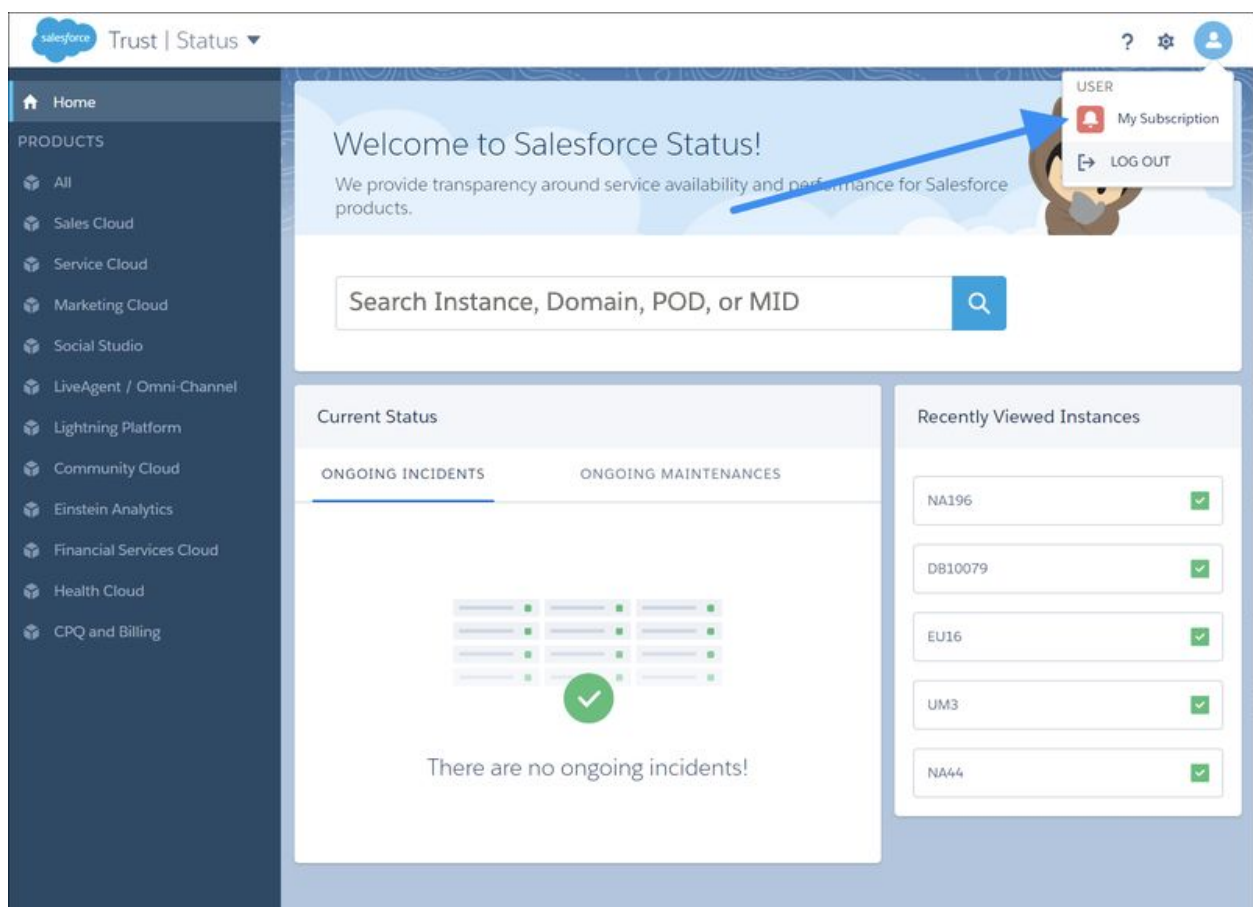 salesforce
Trust | Status
?
Home
PRODUCTS
All
Sales Cloud
Service Cloud
Marketing Cloud
Social Studio
LiveAgent / Omni-Channel
Lightning Platform
Community Cloud
Einstein Analytics
Financial Services Cloud
Health Cloud
CPQ and Billing
USER
My Subscription
LOG OUT
Welcome to Salesforce Status!
We provide transparency around service availability and performance for Salesforce
products.
Search Instance, Domain, POD, or MID
Current Status
ONGOING INCIDENTS
ONGOING MAINTENANCES
There are no ongoing incidents!
Recently Viewed Instances
NA196
DB10079
EU16
UM3
NA44